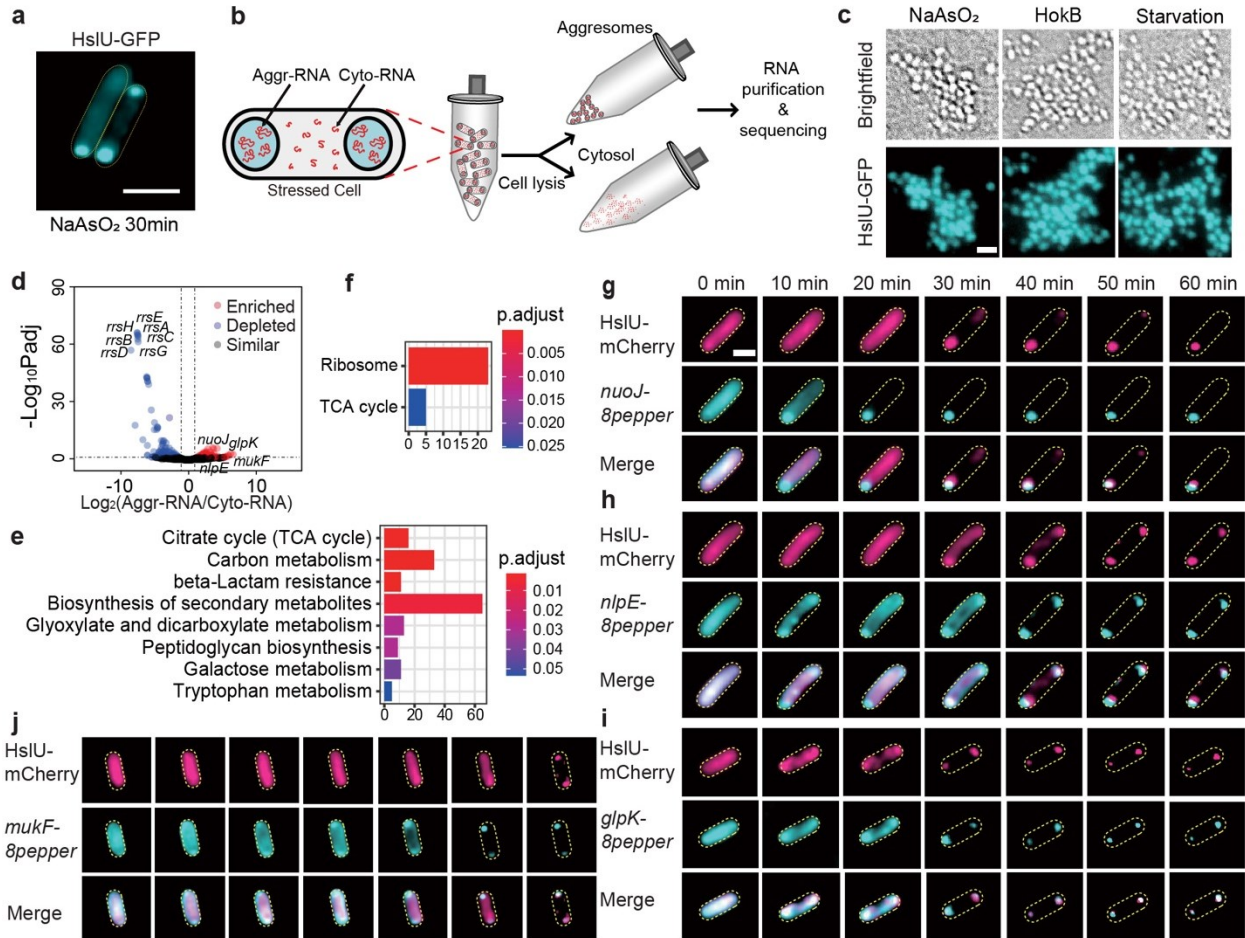 a
HslU-GFP
NaAsO₂ 30min
b
Aggr-RNA
Cyto-RNA
Stressed Cell
Cell lysis
Aggresomes
Cytosol
RNA
purification
&
sequencing
c
NaAsO₂
HokB
Starvation
Brightfield
HslU-GFP
d
-Log₁₀Padj
90
60
30
0
Enriched
Depleted
Similar
rrsE
rrsH
rrsA
rrsB
rrsC
rrsD
rrsG
nuoJ
glpK
nlpE
mukF
-10
0
10
Log₂(Aggr-RNA/Cyto-RNA)
f
Ribosome
TCA cycle
0 5 10 15 20
p.adjust
0.005
0.010
0.015
0.020
0.025
e
Citrate cycle (TCA cycle)
Carbon metabolism
beta-Lactam resistance
Biosynthesis of secondary metabolites
Glyoxylate and dicarboxylate metabolism
Peptidoglycan biosynthesis
Galactose metabolism
Tryptophan metabolism
0 20 40 60
p.adjust
0.01
0.02
0.03
0.04
0.05
g
0 min
10 min
20 min
30 min
40 min
50 min
60 min
HslU-
mCherry
nuoJ-
8pepper
Merge
h
HslU-
mCherry
nlpE-
8pepper
Merge
i
HslU-
mCherry
glpK-
8pepper
Merge
j
HslU-
mCherry
mukF-
8pepper
Merge